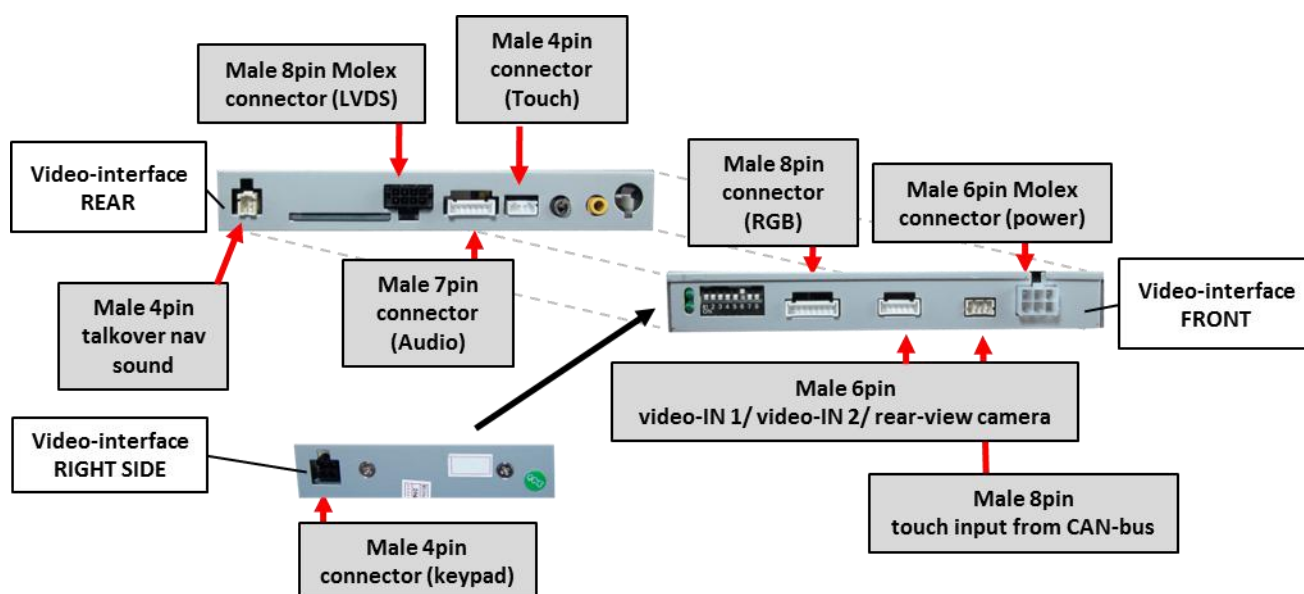 Male 4pin
connector
(Touch)
Male 8pin Molex
connector (LVDS)
Video-interface
REAR
Male 8pin
connector
(RGB)
Male 6pin Molex
connector (power)
Male 4pin
talkover nav
sound
Male 7pin
connector
(Audio)
Video-interface
FRONT
Male 6pin
video-IN 1/ video-IN 2/ rear-view camera
Video-interface
RIGHT SIDE
Male 8pin
touch input from CAN-bus
Male 4pin
connector (keypad)